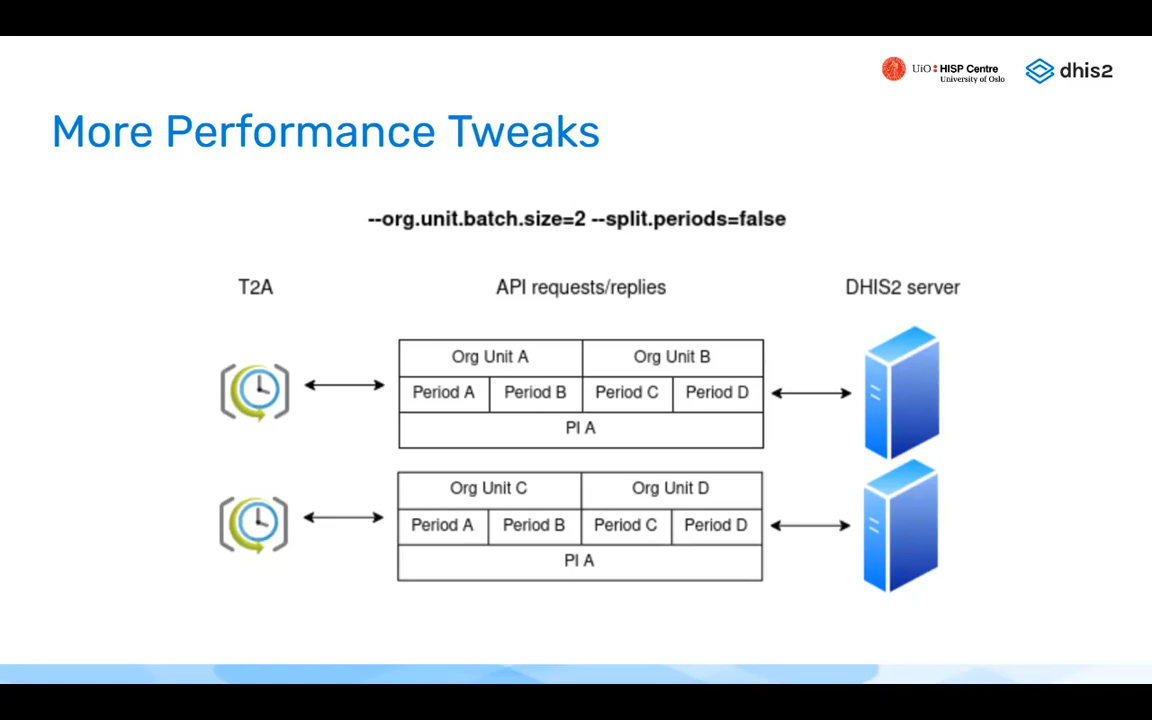 UiO: HISP Centre
University of Oslo
dhis2
More Performance Tweaks
--org.unit.batch.size=2 --split.periods=false
T2A
API requests/replies
DHIS2 server
Org Unit A
Org Unit B
Period A
Period B
Period C
Period D
PI A
Org Unit C
Org Unit D
Period A
Period B
Period C
Period D
PI A